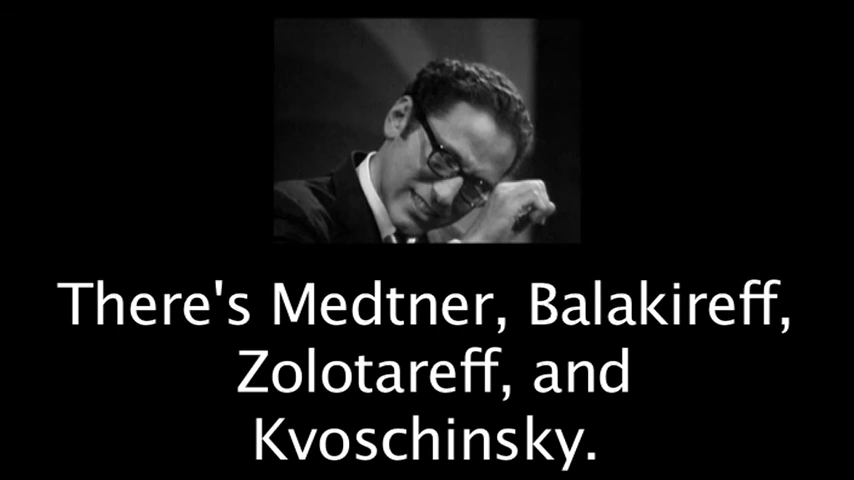 There's Medtner, Balakireff,
Zolotareff, and
Kvoschinsky.